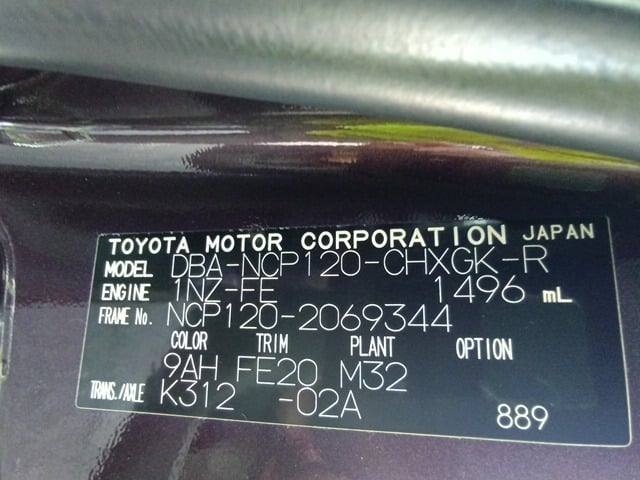 TOYOTA MOTOR CORPORATION JAPAN
MODEL DBA-NCP120-CHXGK-R
ENGINE 1NZ-FE 1496 mL
FRAME No. NCP120-2069344
COLOR TRIM PLANT OPTION
9AH FE20 M32
TRANS./AXLE K312 -02A
889